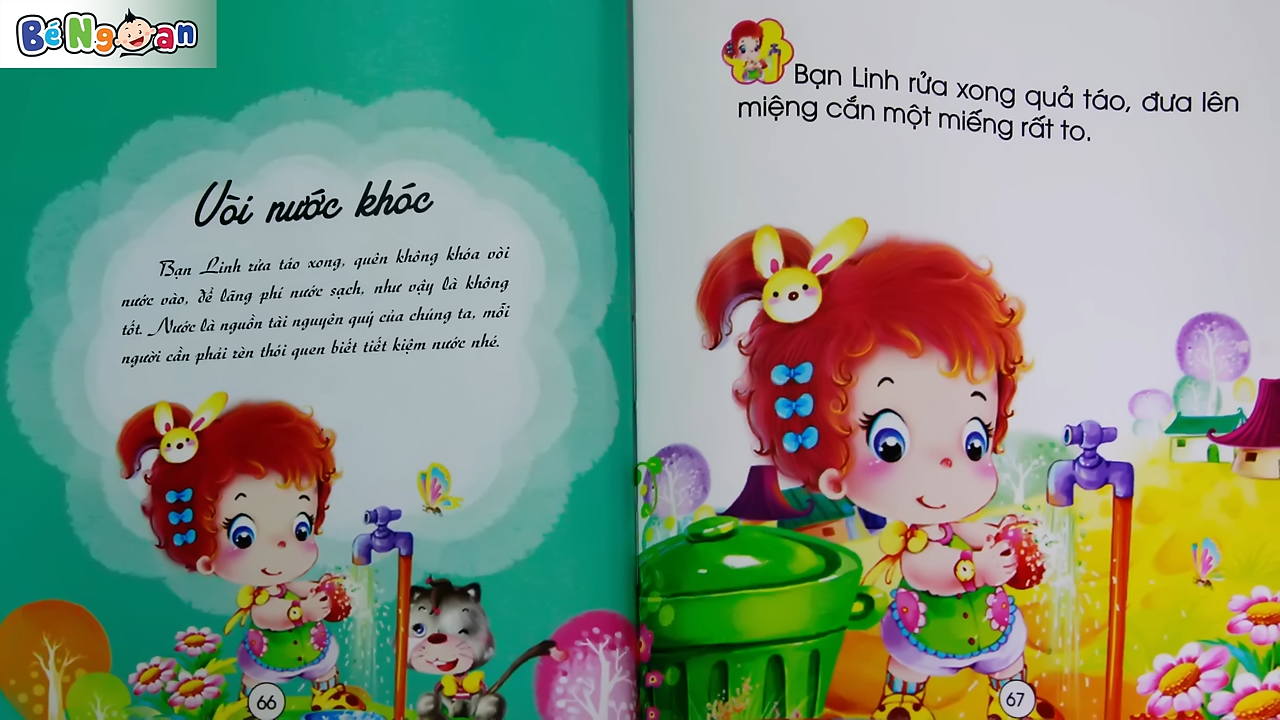 Bé Ngoan
Vòi nước khóc
Bạn Linh rửa táo xong, quên không khóa vòi
nước vào, để lãng phí nước sạch, như vậy là không
tốt. Nước là nguồn tài nguyên quý của chúng ta, mỗi
người cần phải rèn thói quen biết tiết kiệm nước nhé.
66
Bạn Linh rửa xong quả táo, đưa lên
miệng cắn một miếng rất to.
67